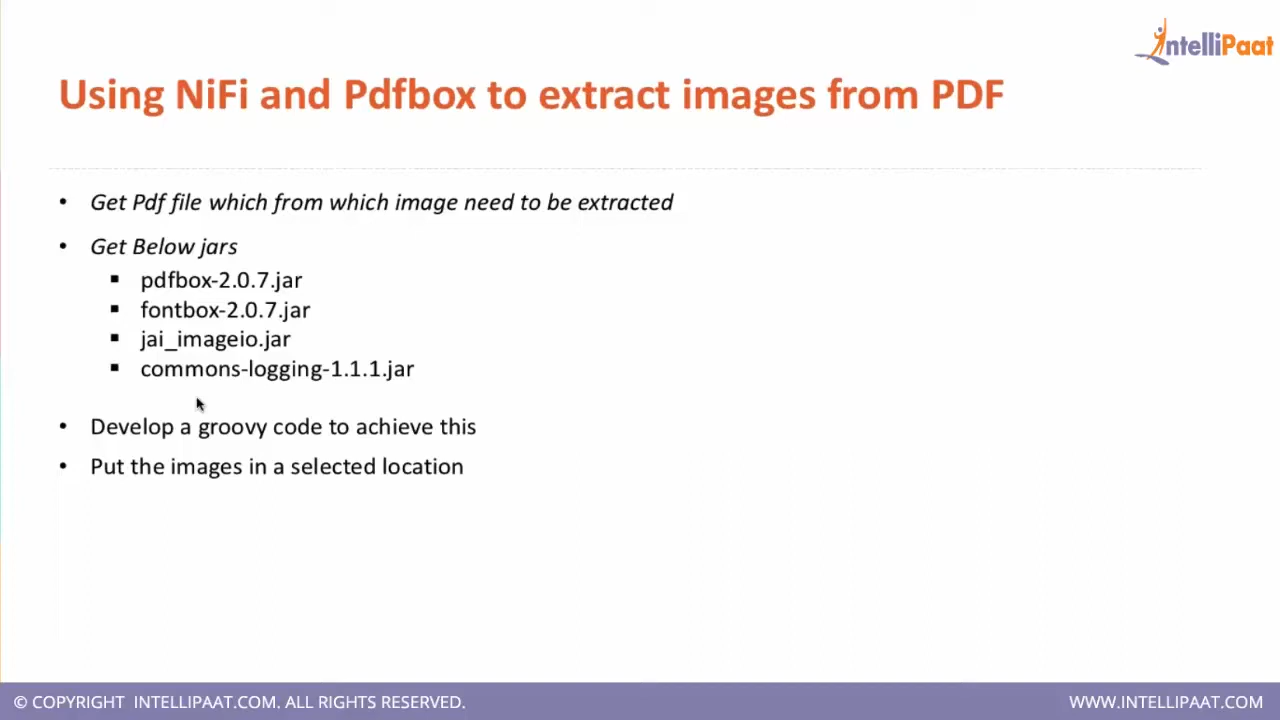 IntelliPaat
Using NiFi and Pdfbox to extract images from PDF
• Get Pdf file which from which image need to be extracted
• Get Below jars
▪ pdfbox-2.0.7.jar
▪ fontbox-2.0.7.jar
▪ jai_imageio.jar
▪ commons-logging-1.1.1.jar
• Develop a groovy code to achieve this
• Put the images in a selected location
© COPYRIGHT INTELLIPAAT.COM. ALL RIGHTS RESERVED.
WWW.INTELLIPAAT.COM